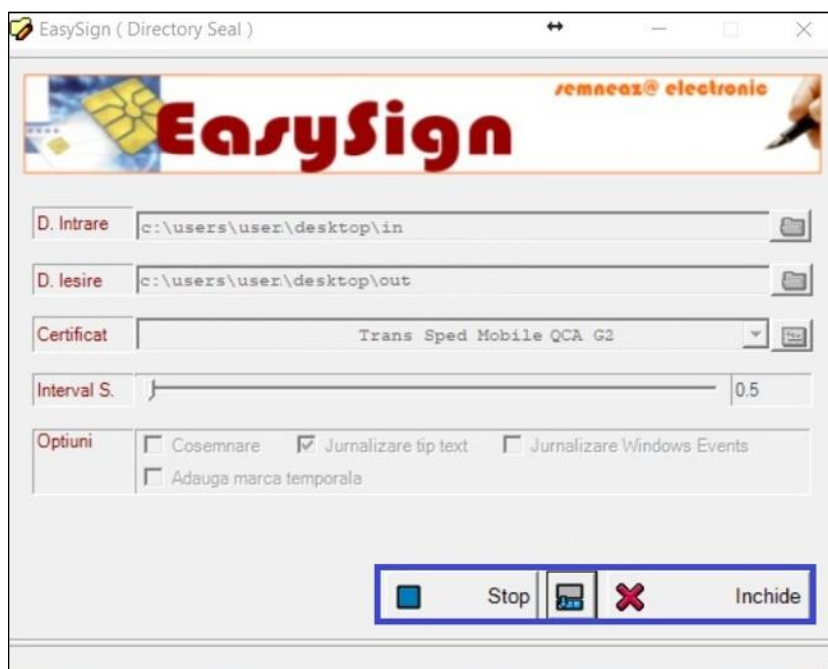 EasySign ( Directory Seal )
semneaz@ electronic
EasySign
D. Intrare c:\users\user\desktop\in
D. Iesire c:\users\user\desktop\out
Certificat Trans Sped Mobile QCA G2
Interval S. 0.5
Optiuni Cosemnare Jurnalizare tip text Jurnalizare Windows Events
Adauga marca temporala
Stop Inchide